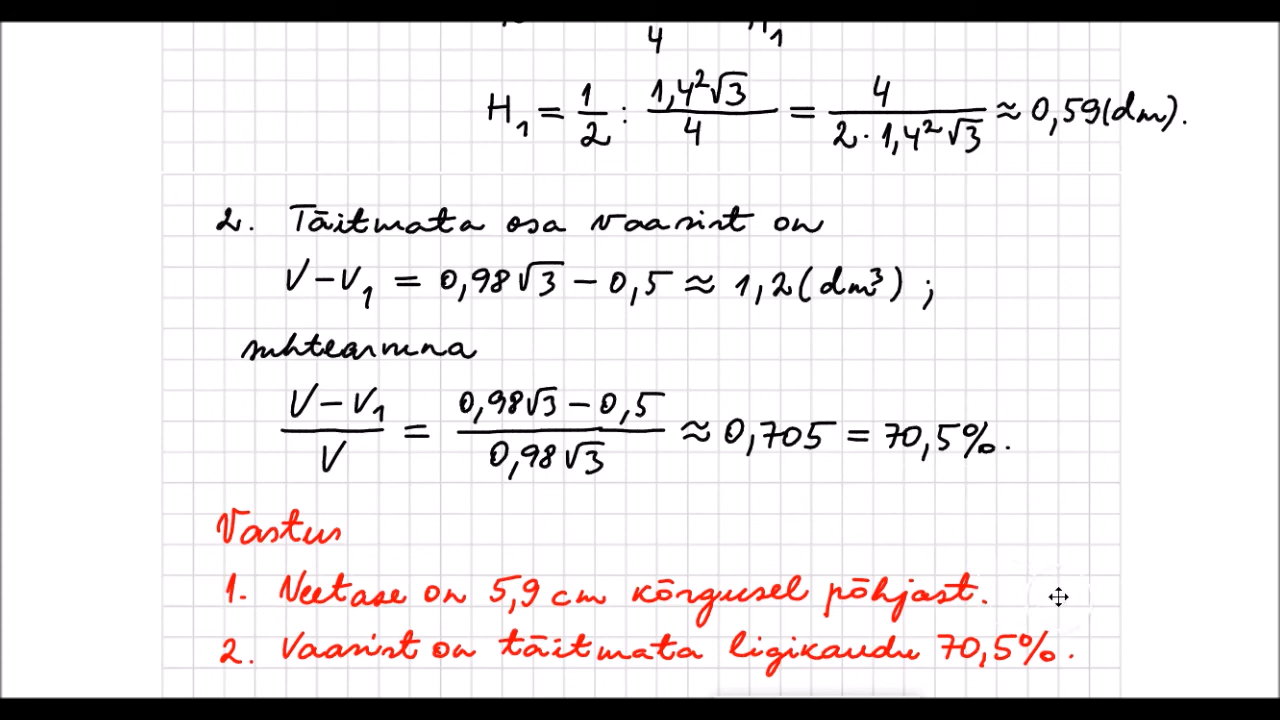 4 H₁
H₁ = 1/2 : 1,4²√3/4 = 4/(2·1,4²√3) ≈ 0,59(dm).
2. Täitmata osa vaasist on
V−V₁ = 0,98√3 − 0,5 ≈ 1,2(dm³) ;
suhtearvuna
(V−V₁)/V = (0,98√3 − 0,5)/(0,98√3) ≈ 0,705 = 70,5%.
Vastus
1. Veetase on 5,9 cm kõrgusel põhjast.
2. Vaasist on täitmata ligikaudu 70,5%.